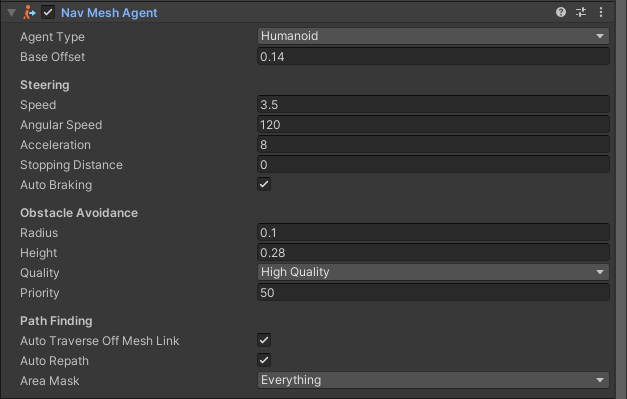 Nav Mesh Agent
Agent Type Humanoid
Base Offset 0.14
Steering
Speed 3.5
Angular Speed 120
Acceleration 8
Stopping Distance 0
Auto Braking
Obstacle Avoidance
Radius 0.1
Height 0.28
Quality High Quality
Priority 50
Path Finding
Auto Traverse Off Mesh Link
Auto Repath
Area Mask Everything